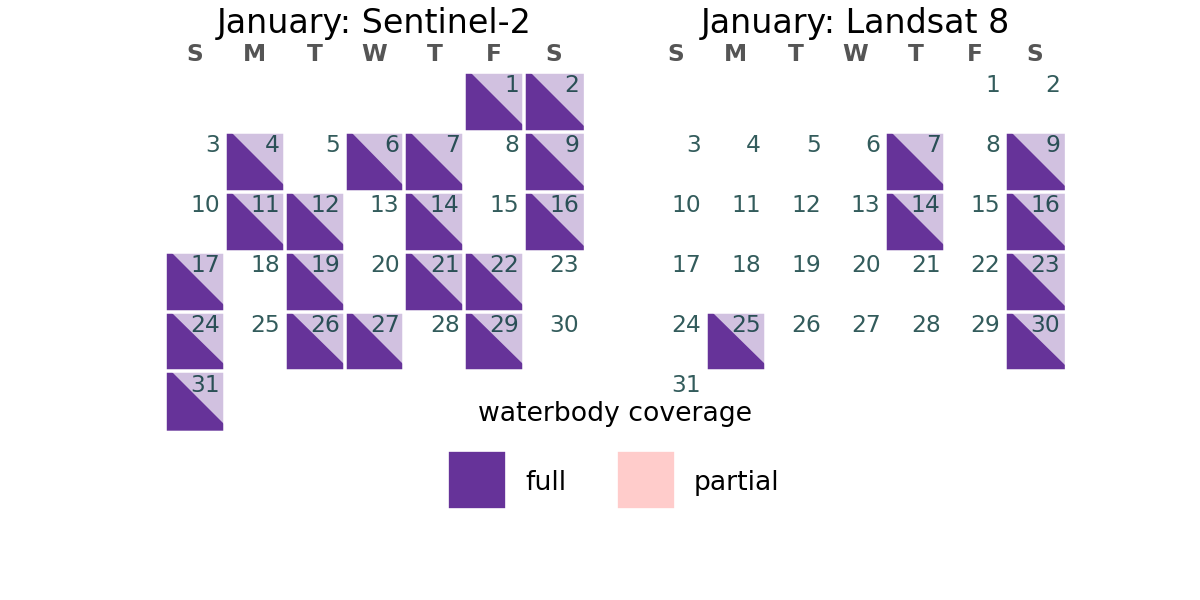 January: Sentinel-2
S M T W T F S
1 2
3 4 5 6 7 8 9
10 11 12 13 14 15 16
17 18 19 20 21 22 23
24 25 26 27 28 29 30
31
January: Landsat 8
S M T W T F S
1 2
3 4 5 6 7 8 9
10 11 12 13 14 15 16
17 18 19 20 21 22 23
24 25 26 27 28 29 30
31
waterbody coverage
full partial